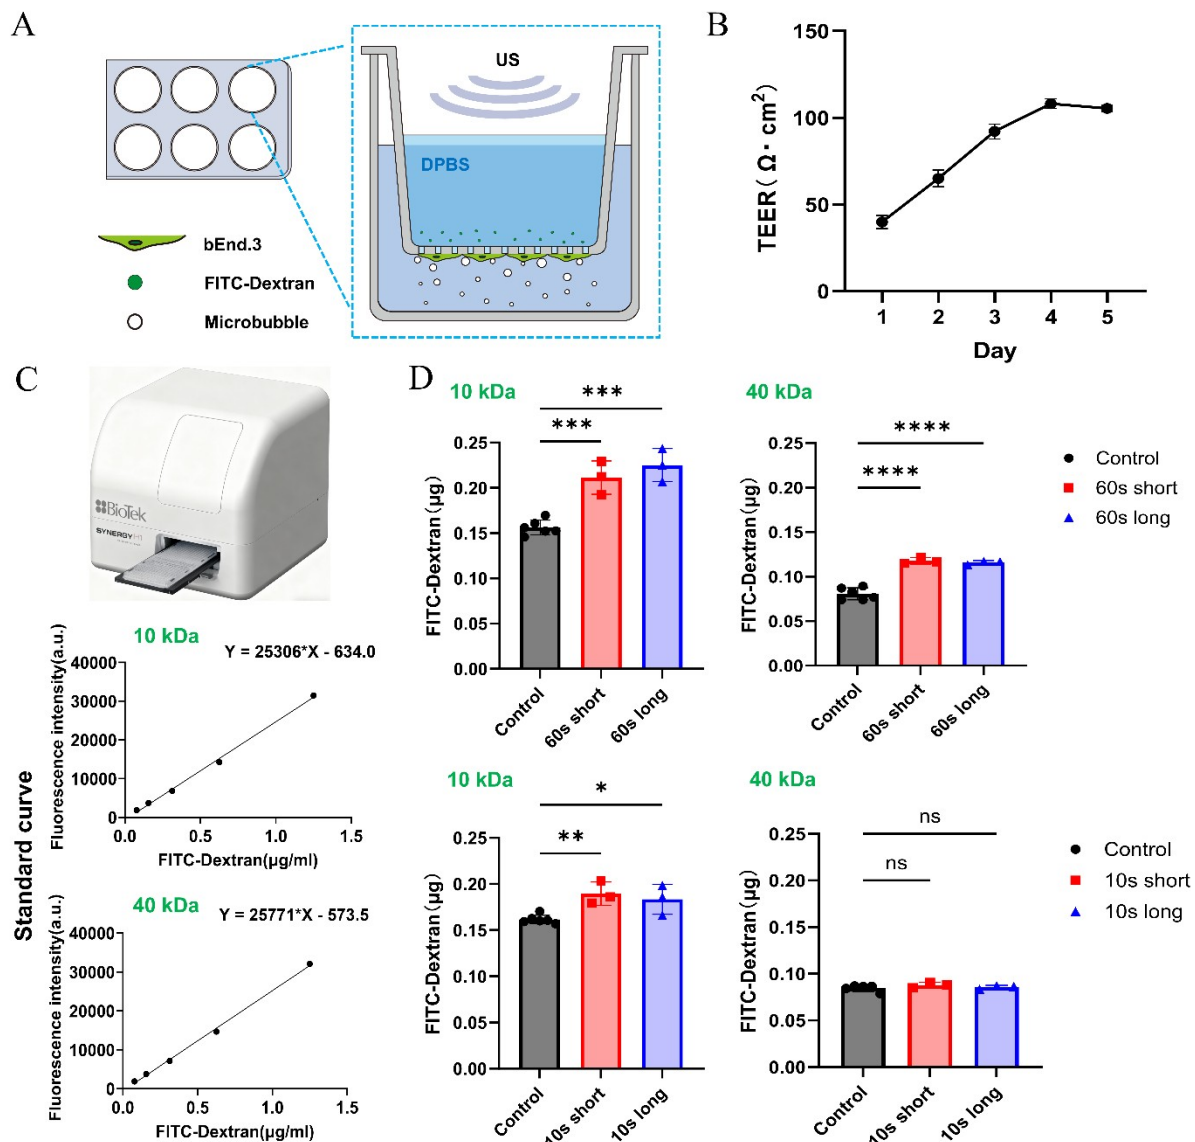 A
US
DPBS
bEnd.3
FITC-Dextran
Microbubble
B
150
100
50
0
TEER( Ω· cm²)
1 2 3 4 5
Day
C
BioTek
SYNERGY H1
10 kDa
Y = 25306*X - 634.0
40000
30000
20000
10000
0
Fluorescence intensity(a.u.)
0.0 0.5 1.0 1.5
FITC-Dextran(μg/ml)
Standard curve
40 kDa
Y = 25771*X - 573.5
40000
30000
20000
10000
0
Fluorescence intensity(a.u.)
0.0 0.5 1.0 1.5
FITC-Dextran(μg/ml)
D
10 kDa
***
***
0.25
0.20
0.15
0.10
0.05
0.00
FITC-Dextran(μg)
Control
60s short
60s long
40 kDa
****
****
0.25
0.20
0.15
0.10
0.05
0.00
FITC-Dextran(μg)
Control
60s short
60s long
Control
60s short
60s long
10 kDa
*
**
0.25
0.20
0.15
0.10
0.05
0.00
FITC-Dextran(μg)
Control
10s short
10s long
40 kDa
ns
ns
0.25
0.20
0.15
0.10
0.05
0.00
FITC-Dextran(μg)
Control
10s short
10s long
Control
10s short
10s long